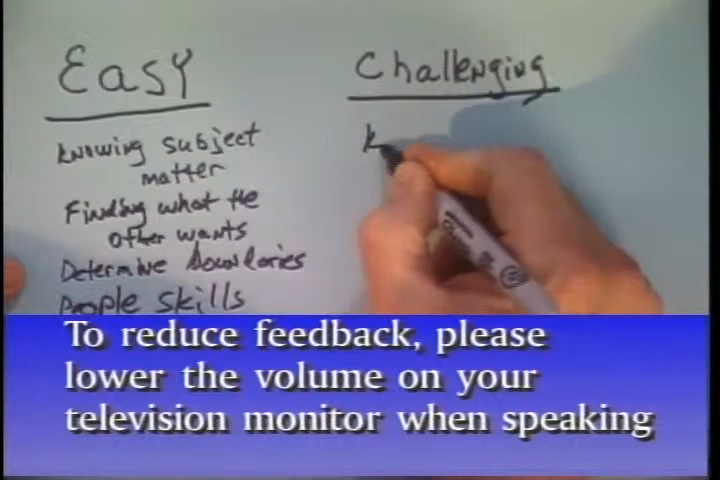 Easy
Challenging
knowing subject
matter
Finding what the
other wants
Determine boundaries
People skills
K
To reduce feedback, please
lower the volume on your
television monitor when speaking